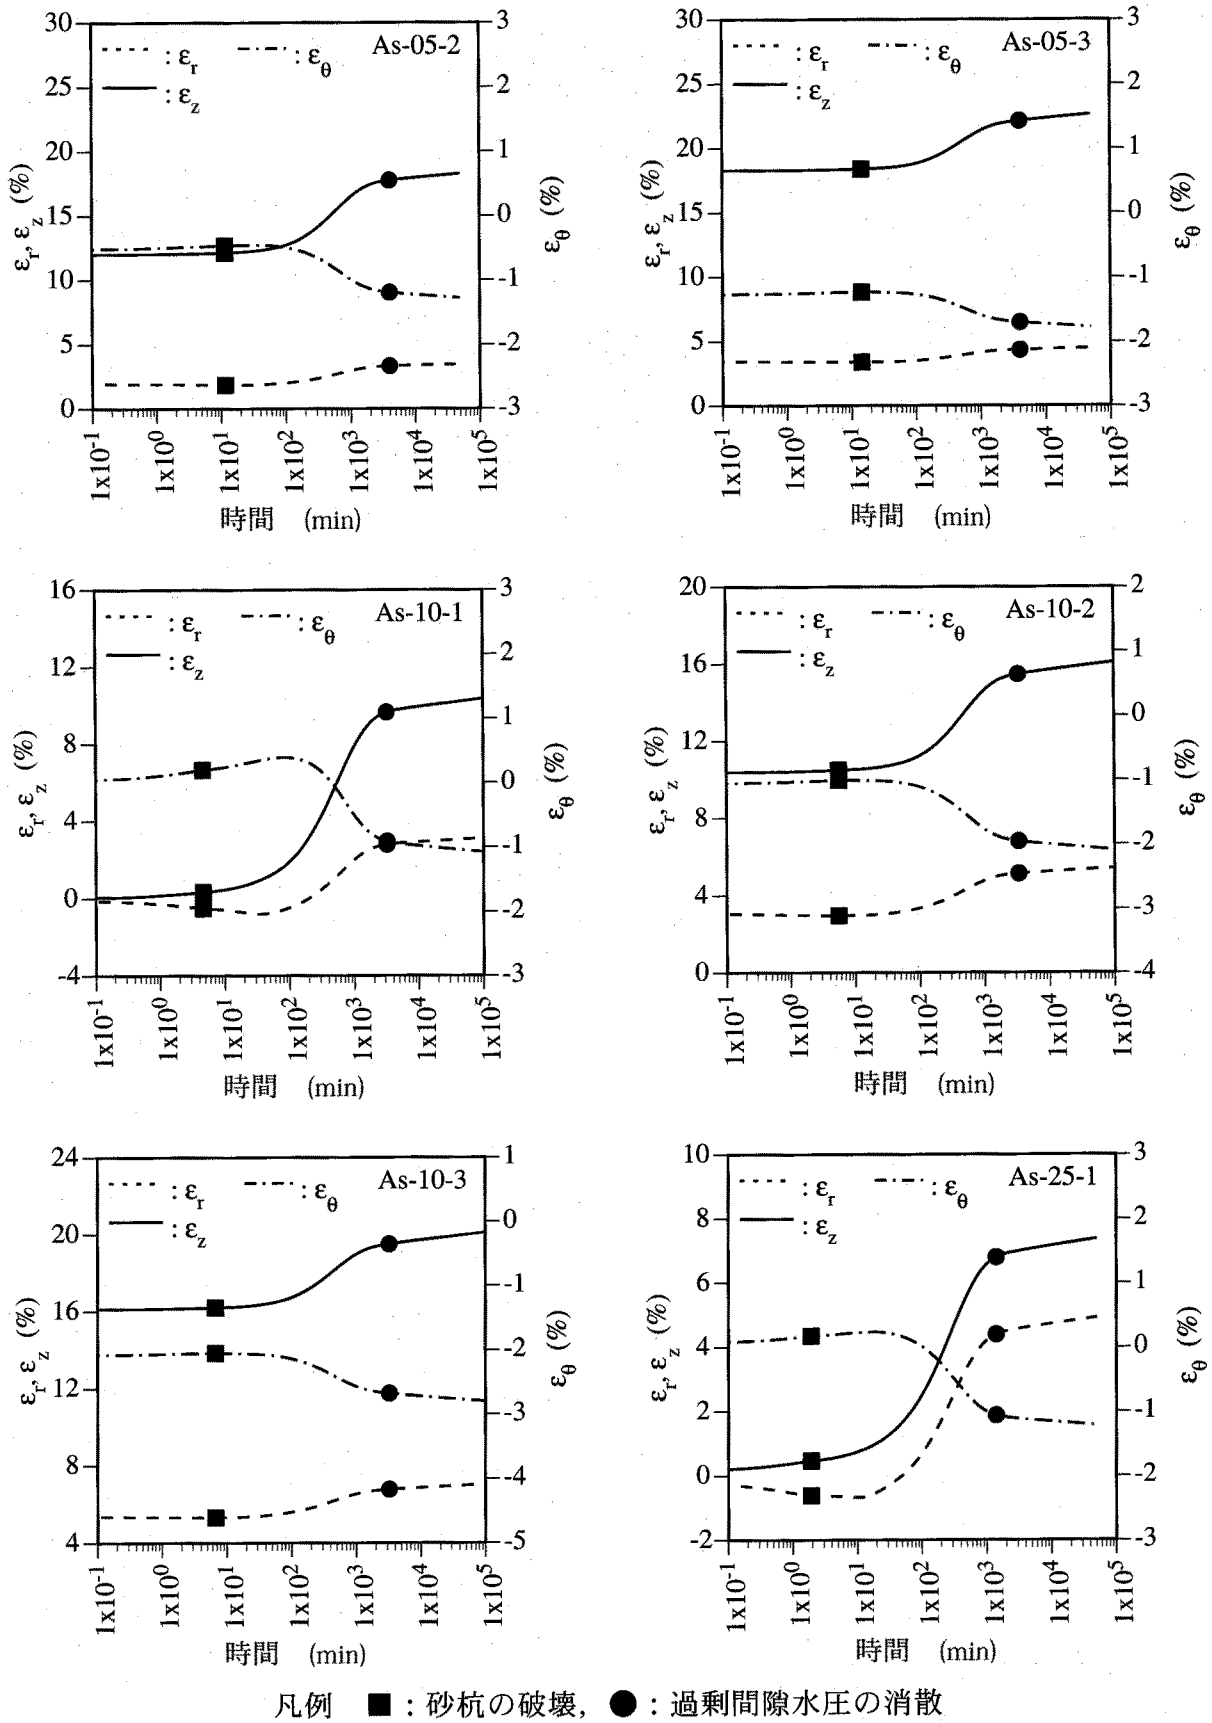 As-05-2
: εr : εθ
: εz
30
25
20
15
10
5
0
3
2
1
0
-1
-2
-3
εr, εz (%)
εθ (%)
1x10-1 1x100 1x101 1x102 1x103 1x104 1x105
時間 (min)
As-05-3
: εr : εθ
: εz
30
25
20
15
10
5
0
3
2
1
0
-1
-2
-3
εr, εz (%)
εθ (%)
1x10-1 1x100 1x101 1x102 1x103 1x104 1x105
時間 (min)
As-10-1
: εr : εθ
: εz
16
12
8
4
0
-4
3
2
1
0
-1
-2
-3
εr, εz (%)
εθ (%)
1x10-1 1x100 1x101 1x102 1x103 1x104 1x105
時間 (min)
As-10-2
: εr : εθ
: εz
20
16
12
8
4
0
2
1
0
-1
-2
-3
-4
εr, εz (%)
εθ (%)
1x10-1 1x100 1x101 1x102 1x103 1x104 1x105
時間 (min)
As-10-3
: εr : εθ
: εz
24
20
16
12
8
4
1
0
-1
-2
-3
-4
-5
εr, εz (%)
εθ (%)
1x10-1 1x100 1x101 1x102 1x103 1x104 1x105
時間 (min)
As-25-1
: εr : εθ
: εz
10
8
6
4
2
0
-2
3
2
1
0
-1
-2
-3
εr, εz (%)
εθ (%)
1x10-1 1x100 1x101 1x102 1x103 1x104 1x105
時間 (min)
凡例 ■ : 砂杭の破壊, ● : 過剰間隙水圧の消散